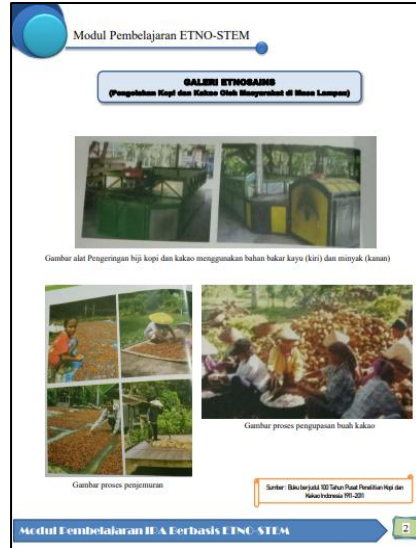 Modul Pembelajaran ETNO-STEM
GALERI ETNOSAINS
(Pengolahan Kopi dan Kakao Oleh Masyarakat di Masa Lampau)
Gambar alat Pengeringan biji kopi dan kakao menggunakan bahan bakar kayu (kiri) dan minyak (kanan)
Gambar proses pengupasan buah kakao
Gambar proses penjemuran
Sumber : Buku berjudul 100 Tahun Pusat Penelitian Kopi dan
Kakao Indonesia 1911-2011
Modul Pembelajaran IPA Berbasis ETNO-STEM
2